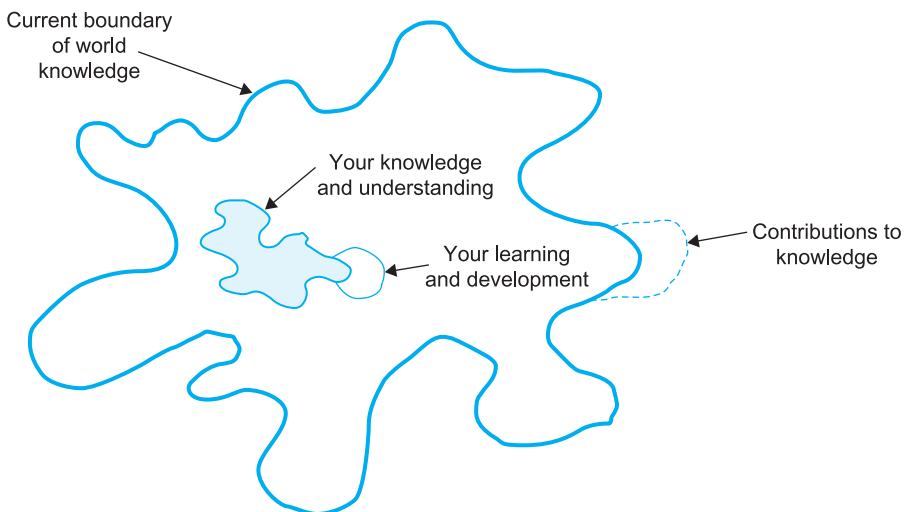 Current boundary
of world
knowledge
Your knowledge
and understanding
Your learning
and development
Contributions to
knowledge